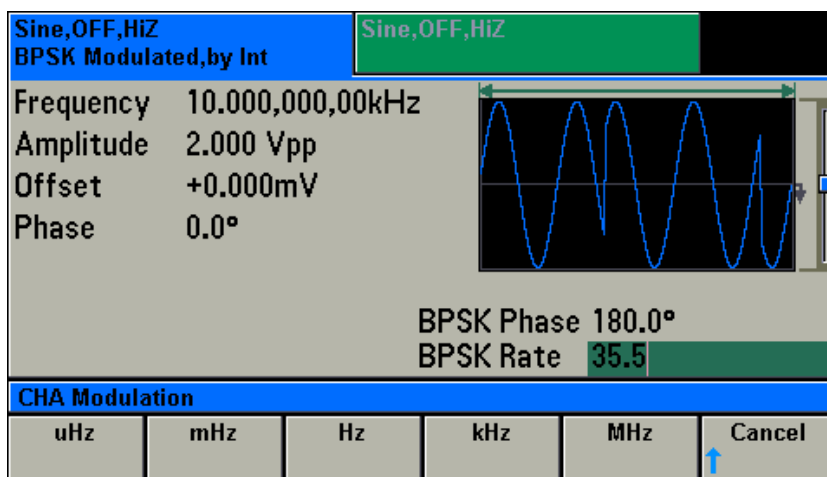 Sine,OFF,HiZ
BPSK Modulated,by Int
Sine,OFF,HiZ
Frequency 10.000,000,00kHz
Amplitude 2.000 Vpp
Offset +0.000mV
Phase 0.0°
BPSK Phase 180.0°
BPSK Rate 35.5
CHA Modulation
uHz mHz Hz kHz MHz Cancel